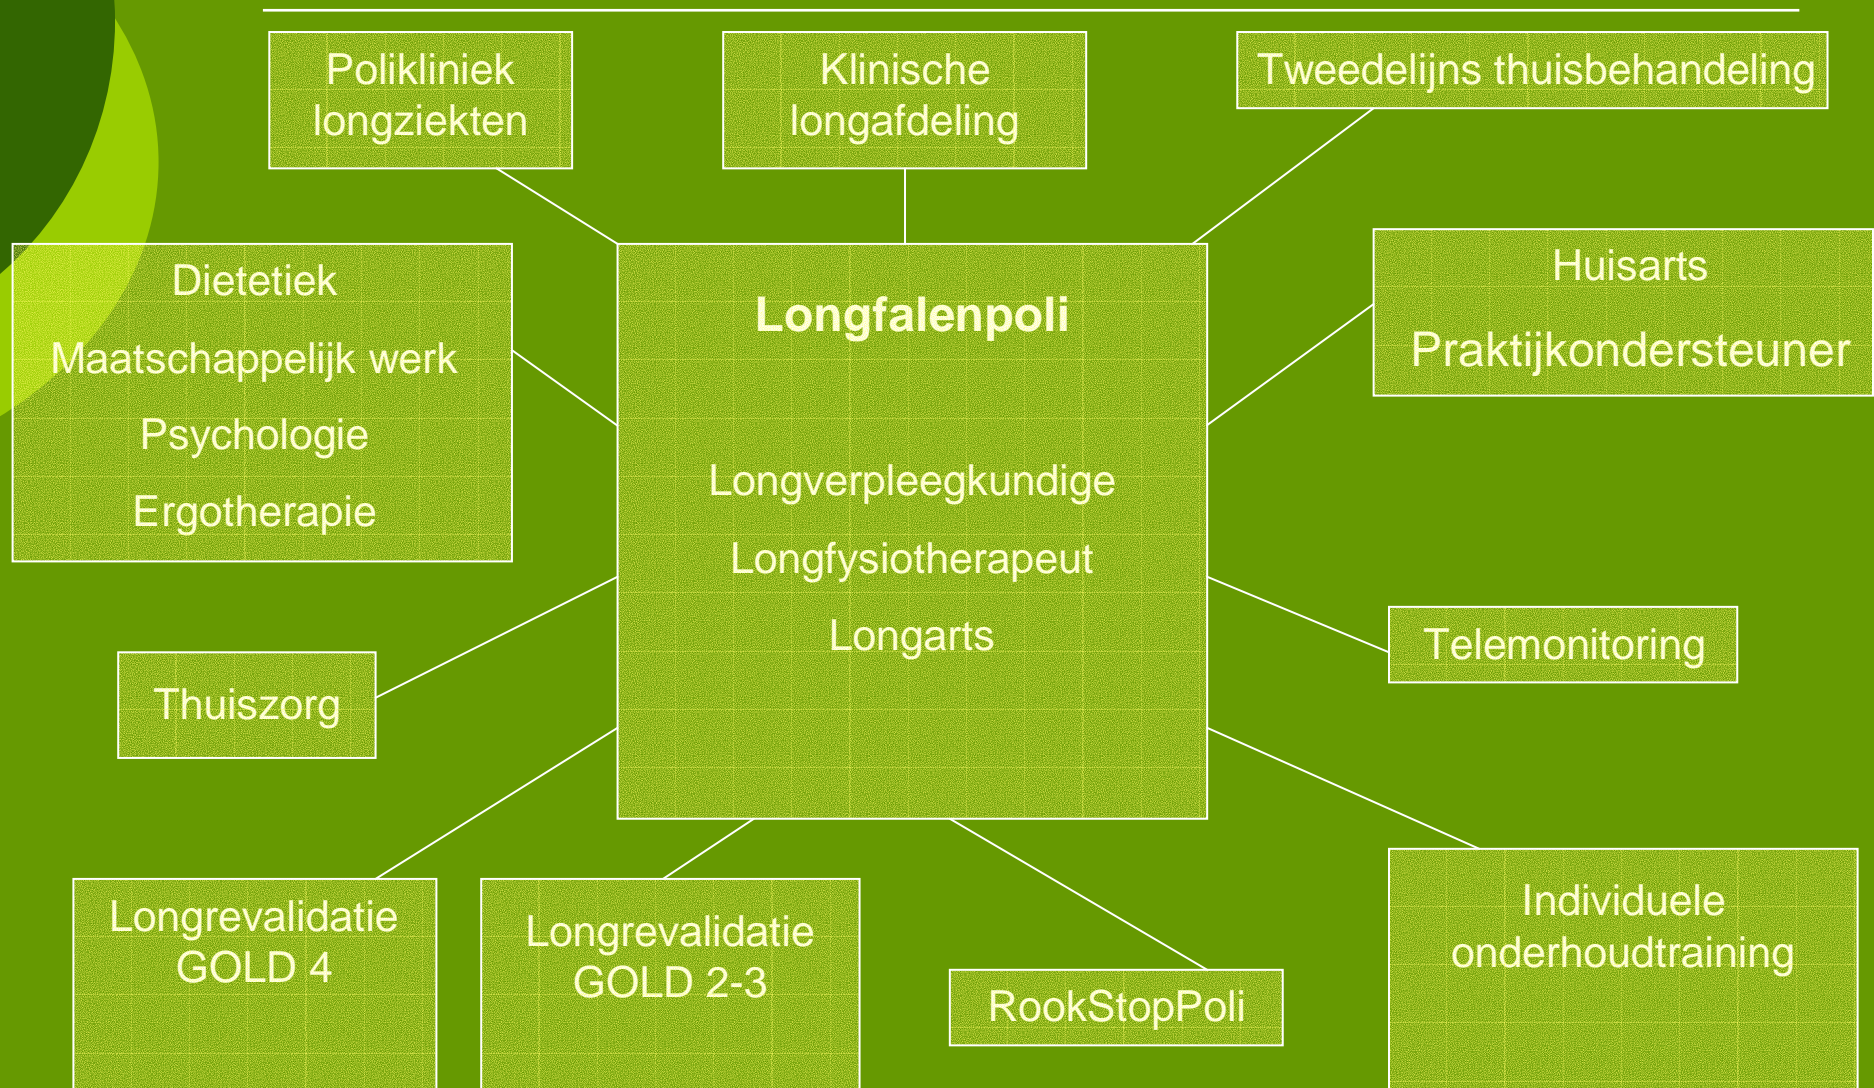 Polikliniek
longziekten
Klinische
longafdeling
Tweedelijns thuisbehandeling
Dietetiek
Maatschappelijk werk
Psychologie
Ergotherapie
Longfalenpoli
Longverpleegkundige
Longfysiotherapeut
Longarts
Huisarts
Praktijkondersteuner
Thuiszorg
Telemonitoring
Longrevalidatie
GOLD 4
Longrevalidatie
GOLD 2-3
RookStopPoli
Individuele
onderhoudtraining